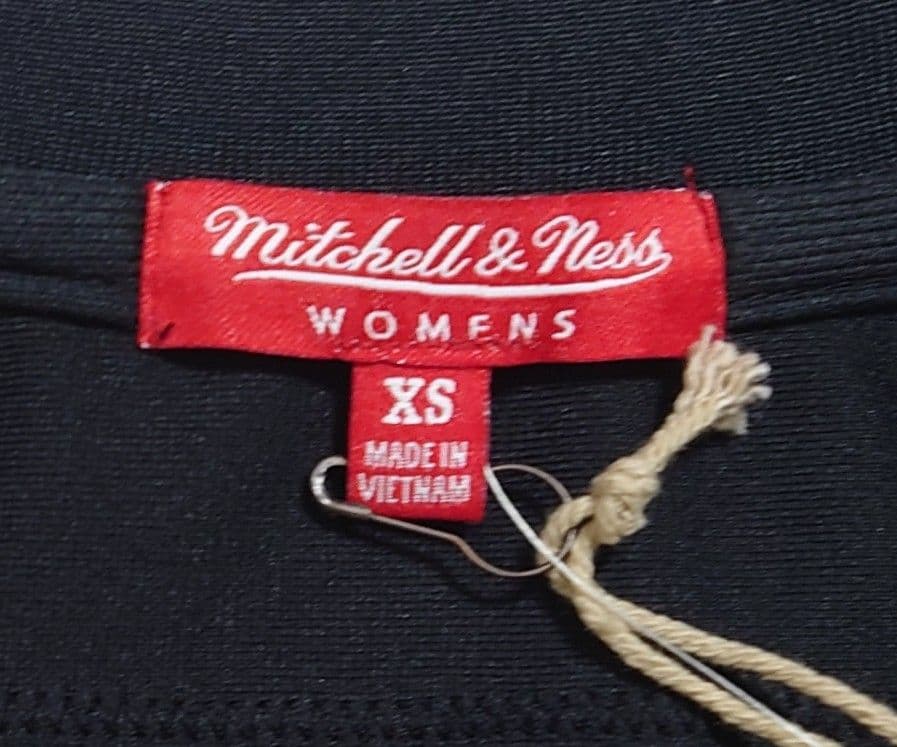 Mitchell & Ness
WOMENS
XS
MADE IN
VIETNAM